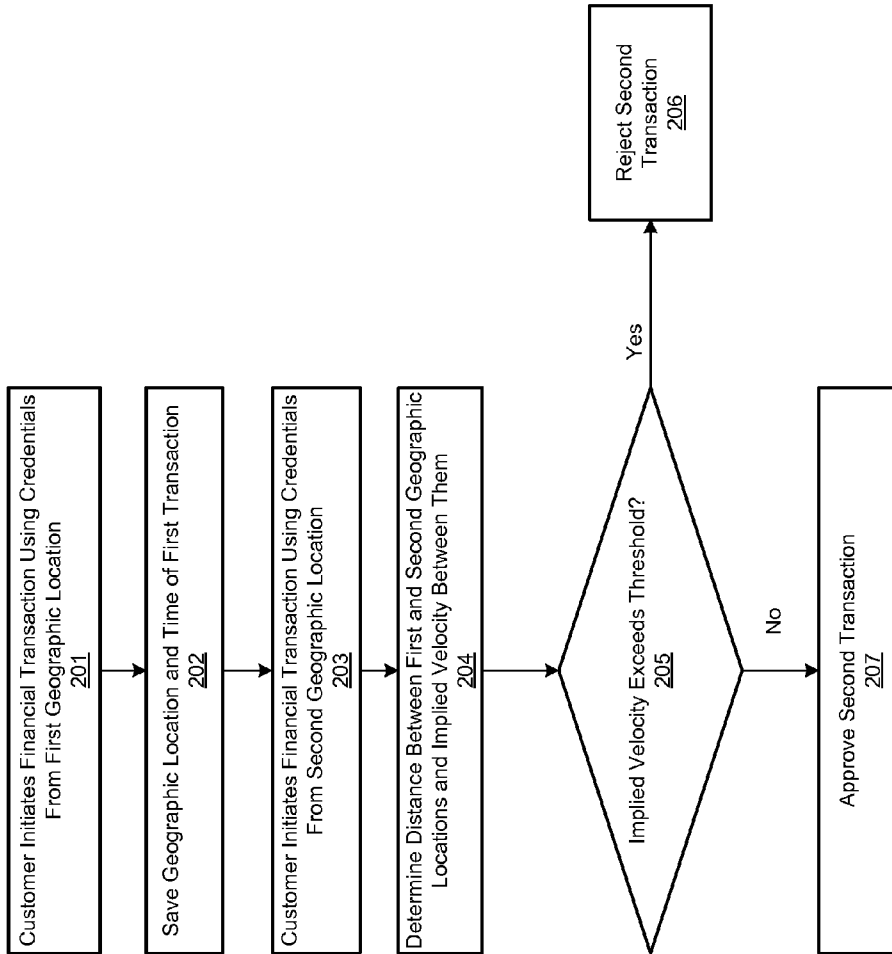 Customer Initiates Financial Transaction Using Credentials
From First Geographic Location
201
Save Geographic Location and Time of First Transaction
202
Customer Initiates Financial Transaction Using Credentials
From Second Geographic Location
203
Determine Distance Between First and Second Geographic
Locations and Implied Velocity Between Them
204
Implied Velocity Exceeds Threshold?
205
Yes
Reject Second
Transaction
206
No
Approve Second Transaction
207